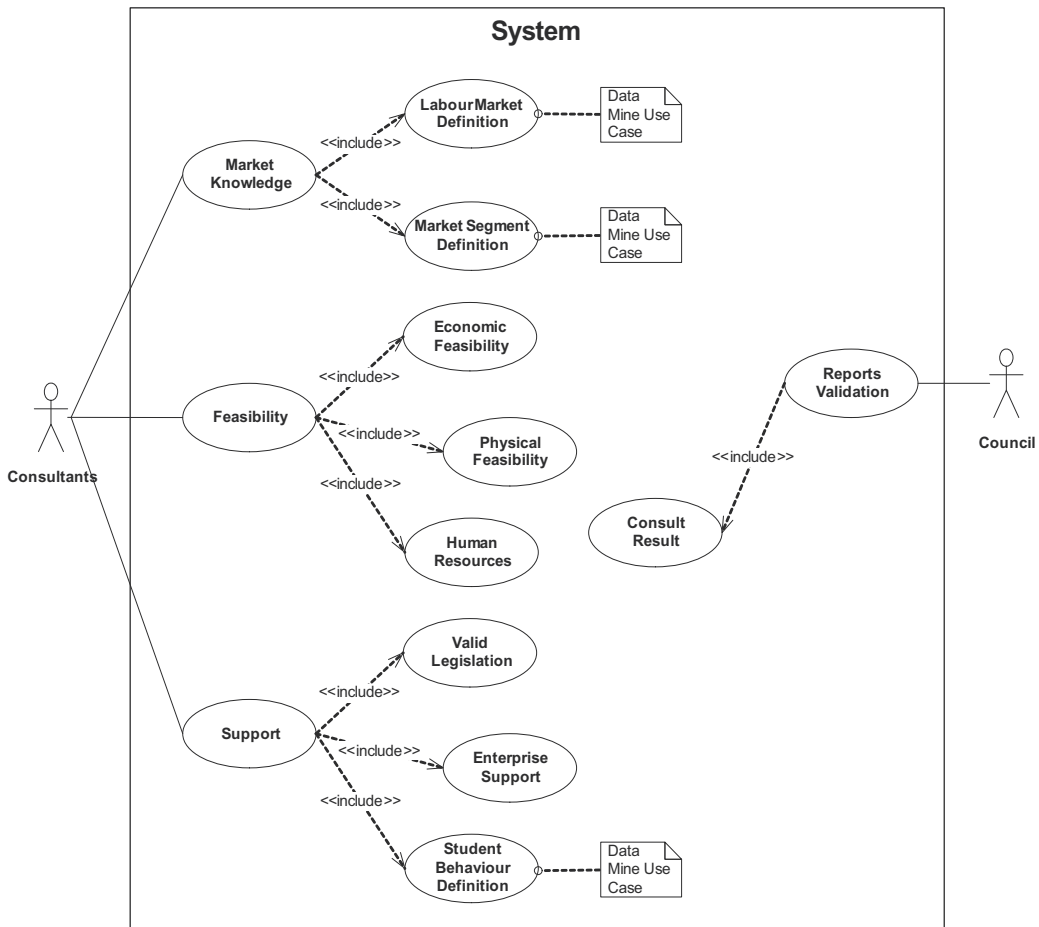 System
Labour Market
Definition
Data
Mine Use
Case
<<include>>
Market
Knowledge
<<include>>
Market Segment
Definition
Data
Mine Use
Case
Economic
Feasibility
<<include>>
Reports
Validation
Feasibility
<<include>>
Physical
Feasibility
Council
<<include>>
Consultants
<<include>>
Consult
Result
Human
Resources
Valid
Legislation
<<include>>
Support
<<include>>
Enterprise
Support
<<include>>
Student
Behaviour
Definition
Data
Mine Use
Case